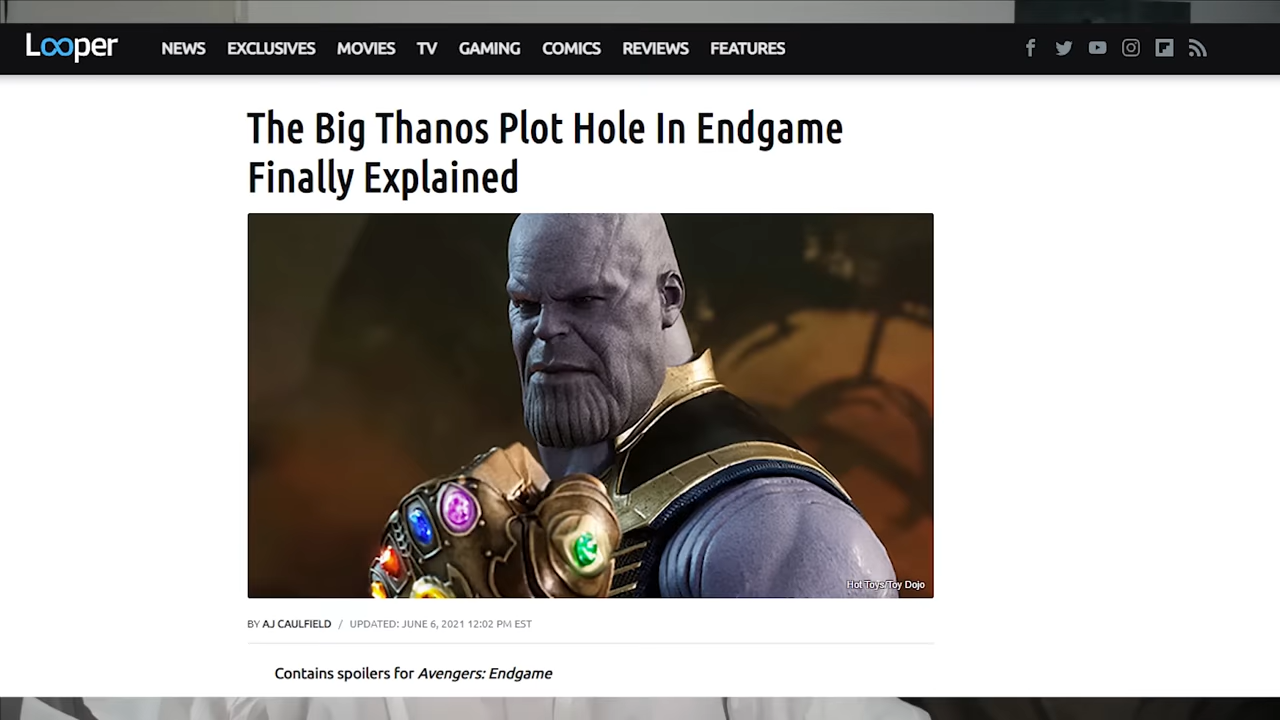 Looper NEWS EXCLUSIVES MOVIES TV GAMING COMICS REVIEWS FEATURES
The Big Thanos Plot Hole In Endgame
Finally Explained
Hot Toys/Toy Dojo
BY AJ CAULFIELD / UPDATED: JUNE 6, 2021 12:02 PM EST
Contains spoilers for Avengers: Endgame